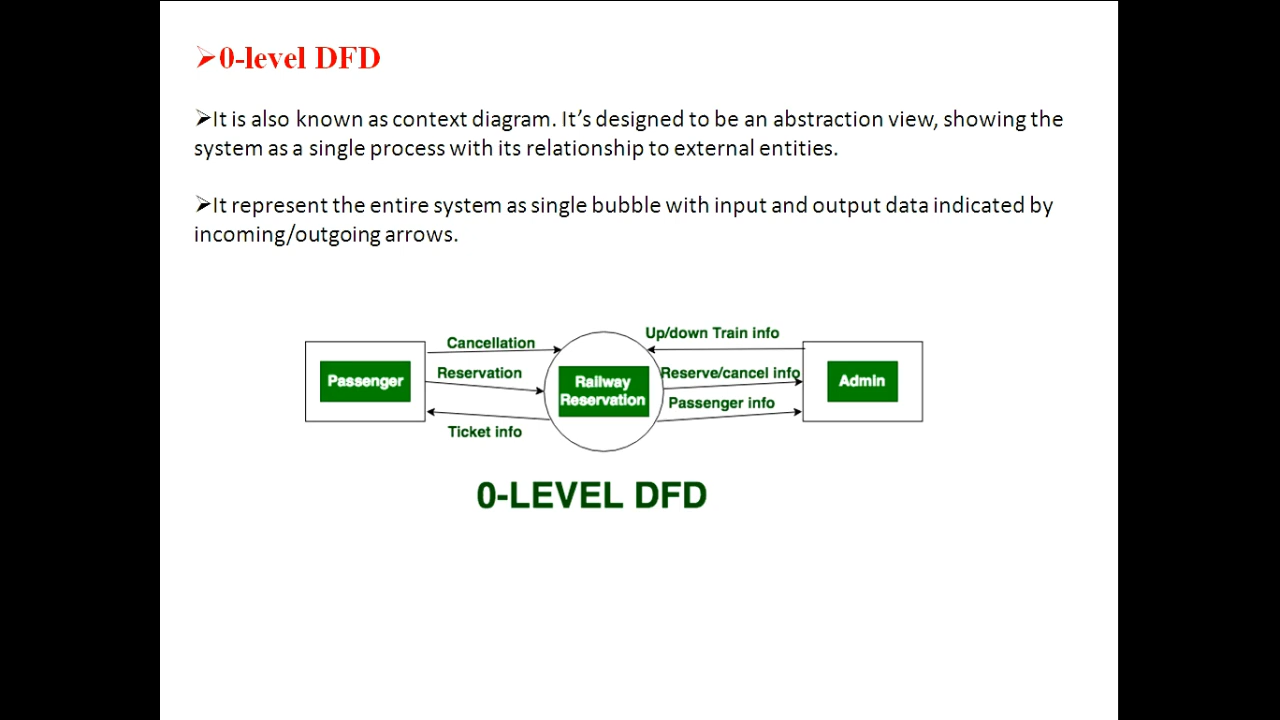 ➢0-level DFD
➢It is also known as context diagram. It’s designed to be an abstraction view, showing the
system as a single process with its relationship to external entities.
➢It represent the entire system as single bubble with input and output data indicated by
incoming/outgoing arrows.
Cancellation
Up/down Train info
Passenger
Reservation
Railway
Reservation
Reserve/cancel info
Admin
Passenger info
Ticket info
0-LEVEL DFD